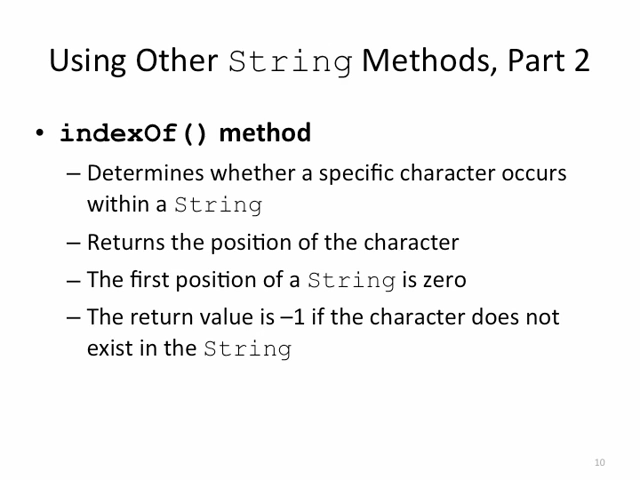 Using Other String Methods, Part 2
• indexOf() method
– Determines whether a specific character occurs
within a String
– Returns the position of the character
– The first position of a String is zero
– The return value is –1 if the character does not
exist in the String
10